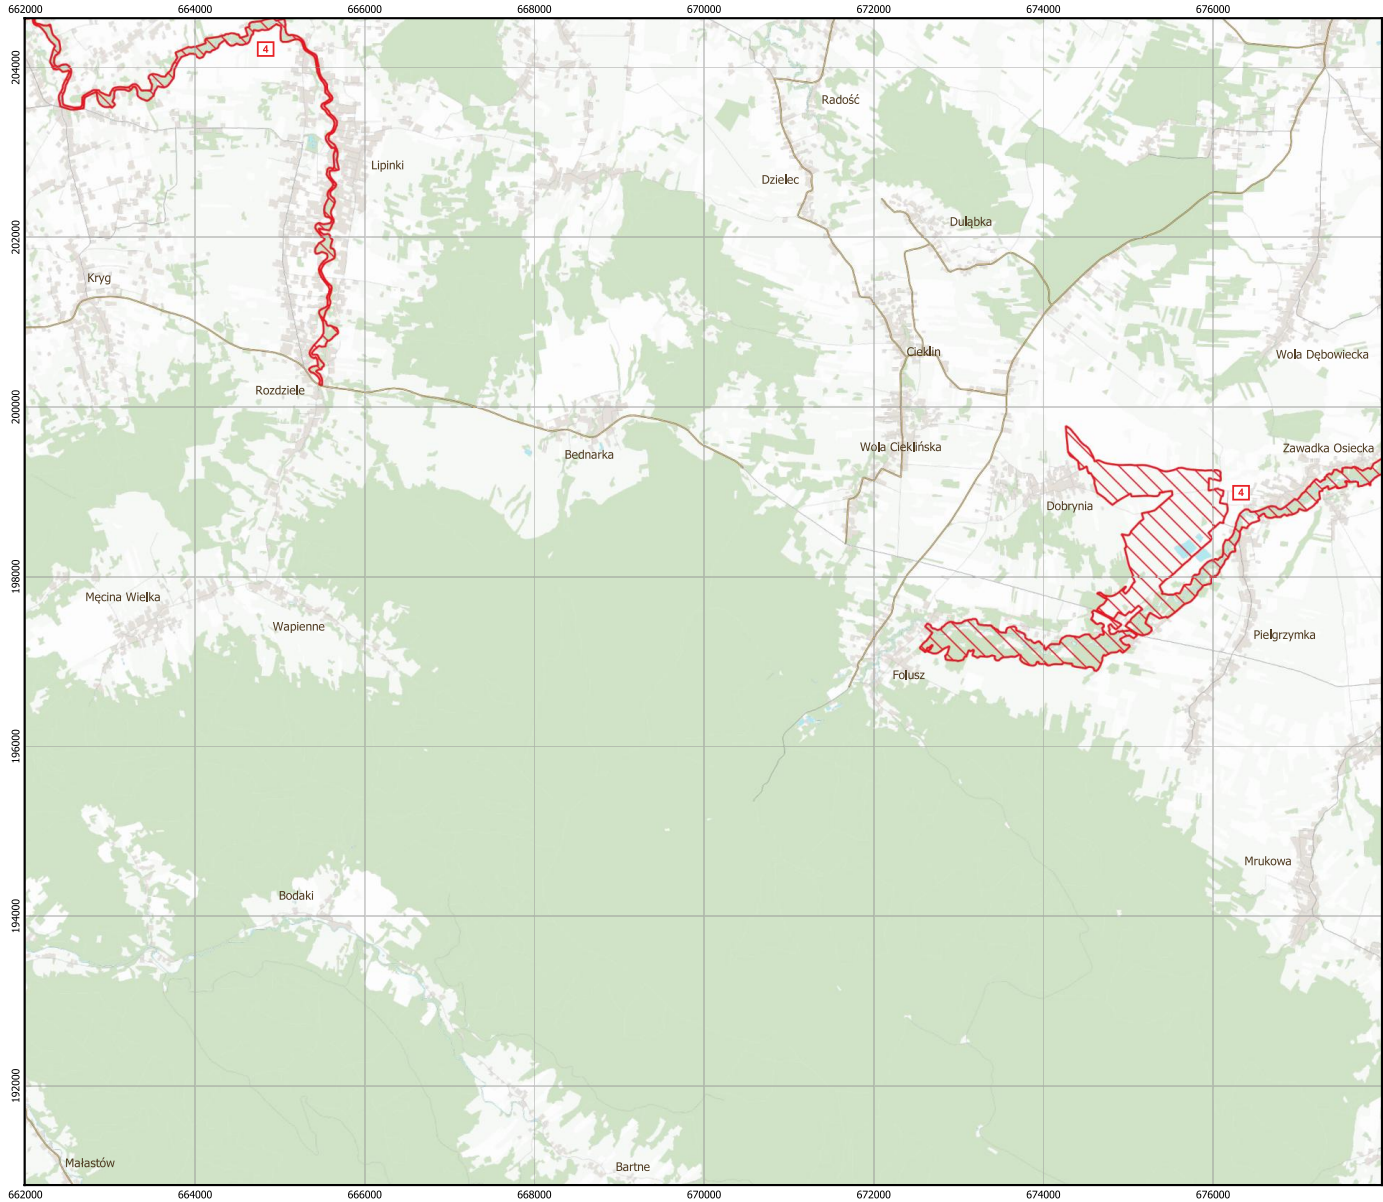 662000 664000 666000 668000 670000 672000 674000 676000
204000
4
Radość
Lipinki
Dzielec
Duląbka
202000
Kryg
Cieklin
Wola Dębowiecka
Rozdziele
200000
Wola Cieklińska
Zawadka Osiecka
Bednarka
4
Dobrynia
198000
Męcina Wielka
Wapienne
Pielgrzymka
Folusz
196000
Mrukowa
Bodaki
194000
192000
Małastów
Bartne
662000 664000 666000 668000 670000 672000 674000 676000